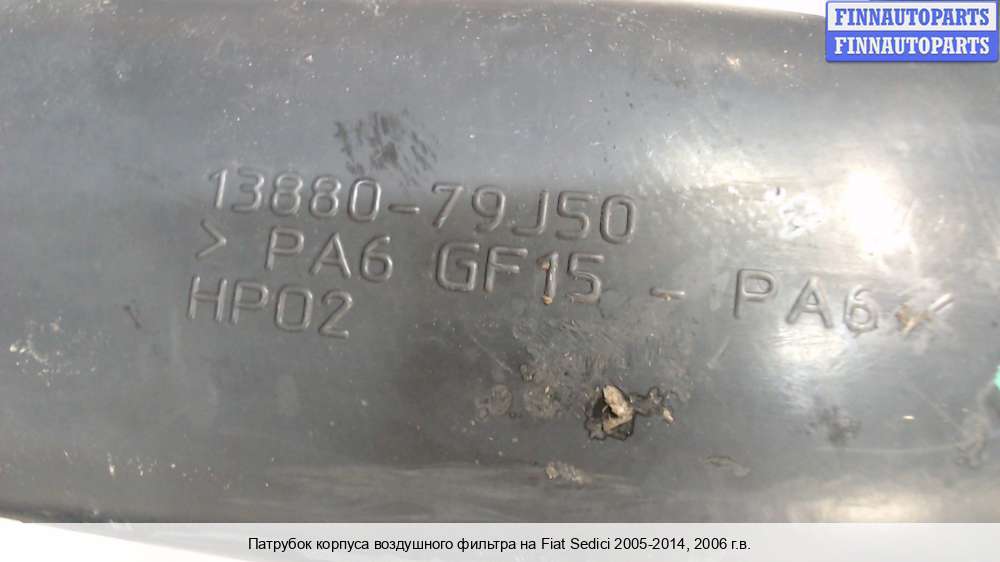 FINNAUTOPARTS
FINNAUTOPARTS
13880-79J50
> PA6 GF15 - PA6 <
HP02
Патрубок корпуса воздушного фильтра на Fiat Sedici 2005-2014, 2006 г.в.